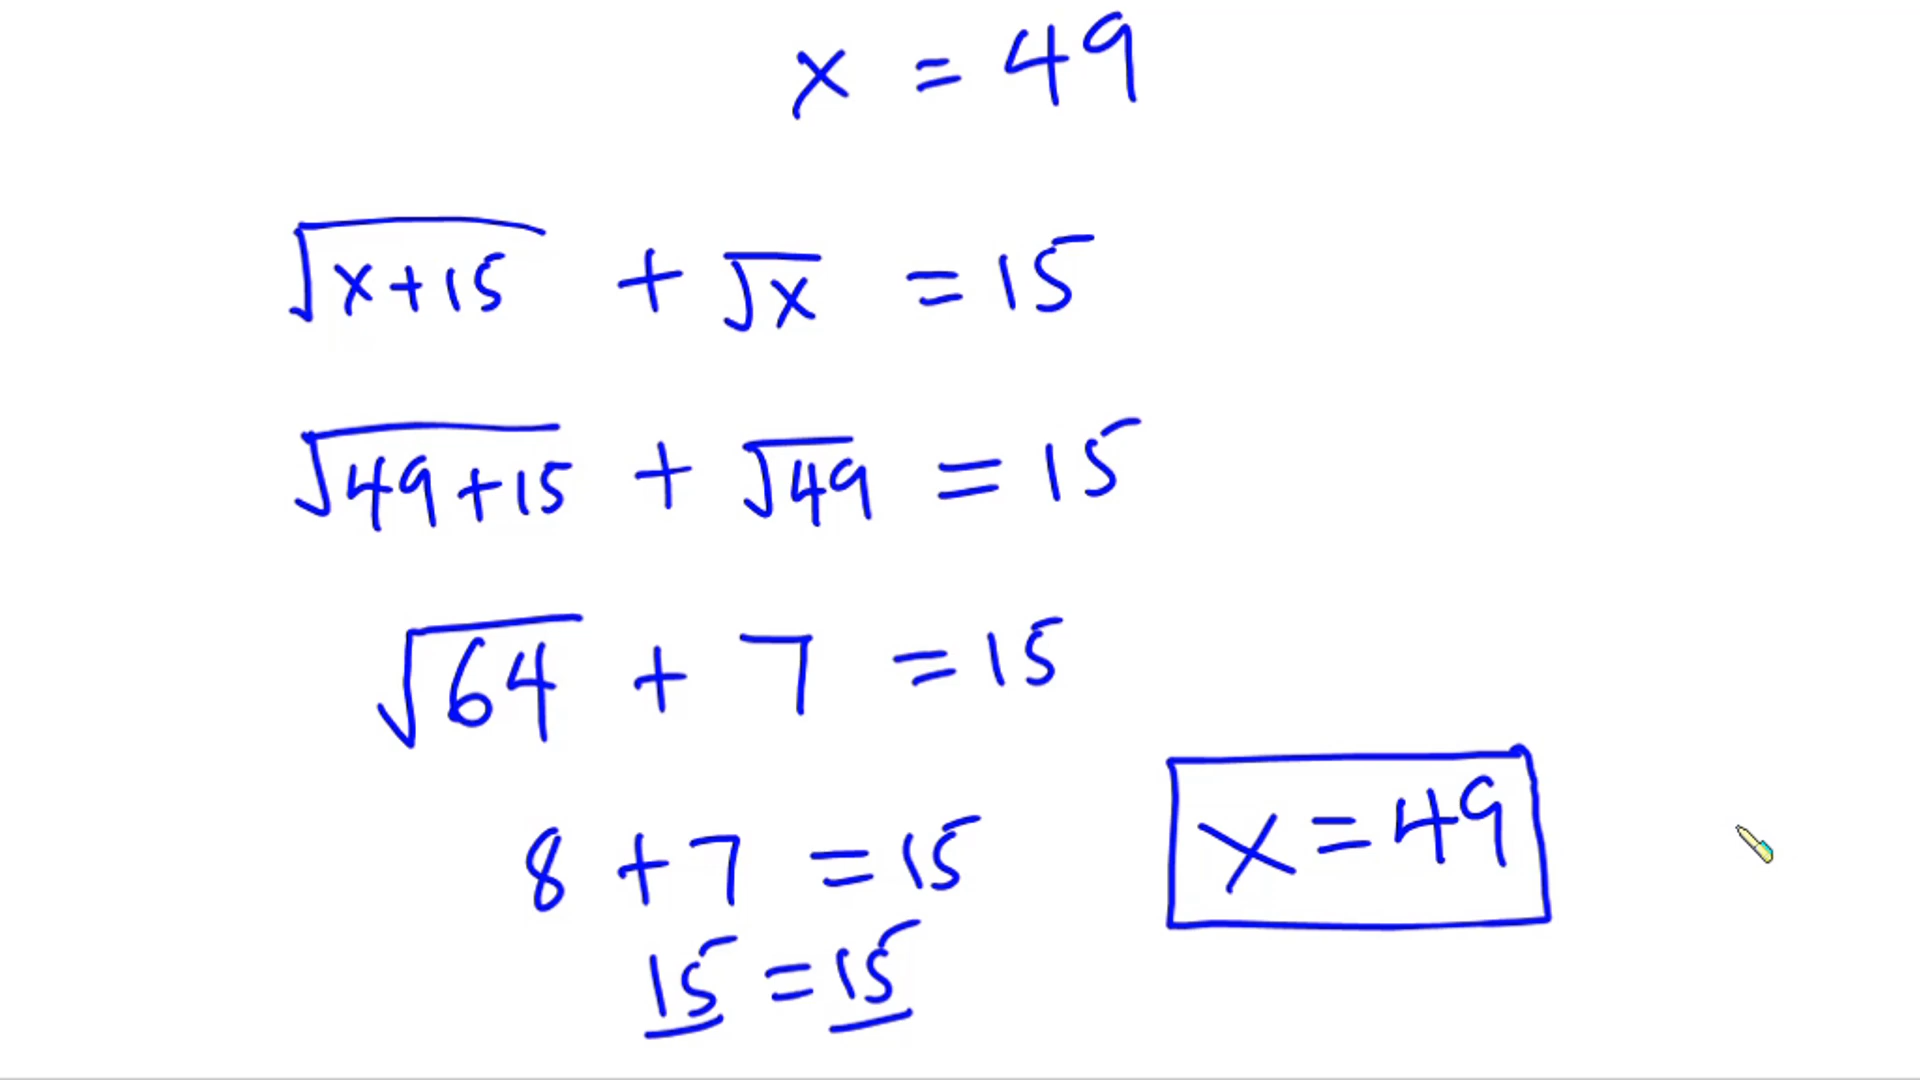 x = 49
√(x+15) + √x = 15
√(49+15) + √49 = 15
√64 + 7 = 15
8 + 7 = 15
15 = 15
x = 49